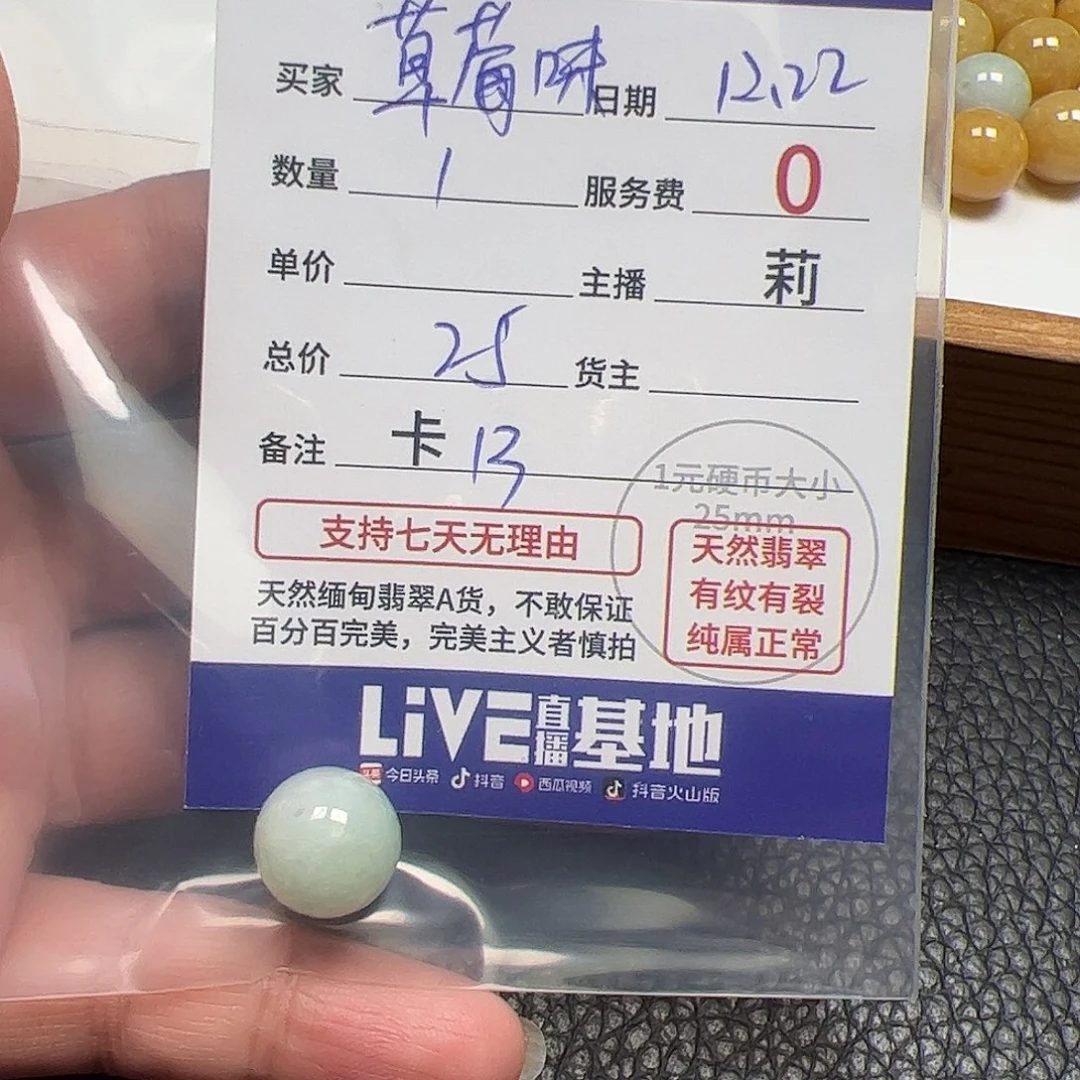 买家 草莓味 日期 12.22
数量 1 服务费 0
单价 主播 莉
总价 25 货主
备注 卡 13
1元硬币大小
25mm
支持七天无理由
天然翡翠
有纹有裂
纯属正常
天然缅甸翡翠A货，不敢保证
百分百完美，完美主义者慎拍
LiVE直播基地
头条 今日头条 抖音 西瓜视频 抖音火山版